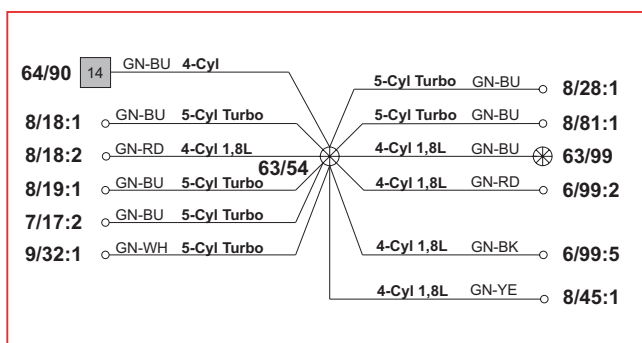 64/90 14 GN-BU 4-Cyl
8/18:1 GN-BU 5-Cyl Turbo
8/18:2 GN-RD 4-Cyl 1,8L
8/19:1 GN-BU 5-Cyl Turbo
7/17:2 GN-BU 5-Cyl Turbo
9/32:1 GN-WH 5-Cyl Turbo
63/54
5-Cyl Turbo GN-BU 8/28:1
5-Cyl Turbo GN-BU 8/81:1
4-Cyl 1,8L GN-BU 63/99
4-Cyl 1,8L GN-RD 6/99:2
4-Cyl 1,8L GN-BK 6/99:5
4-Cyl 1,8L GN-YE 8/45:1